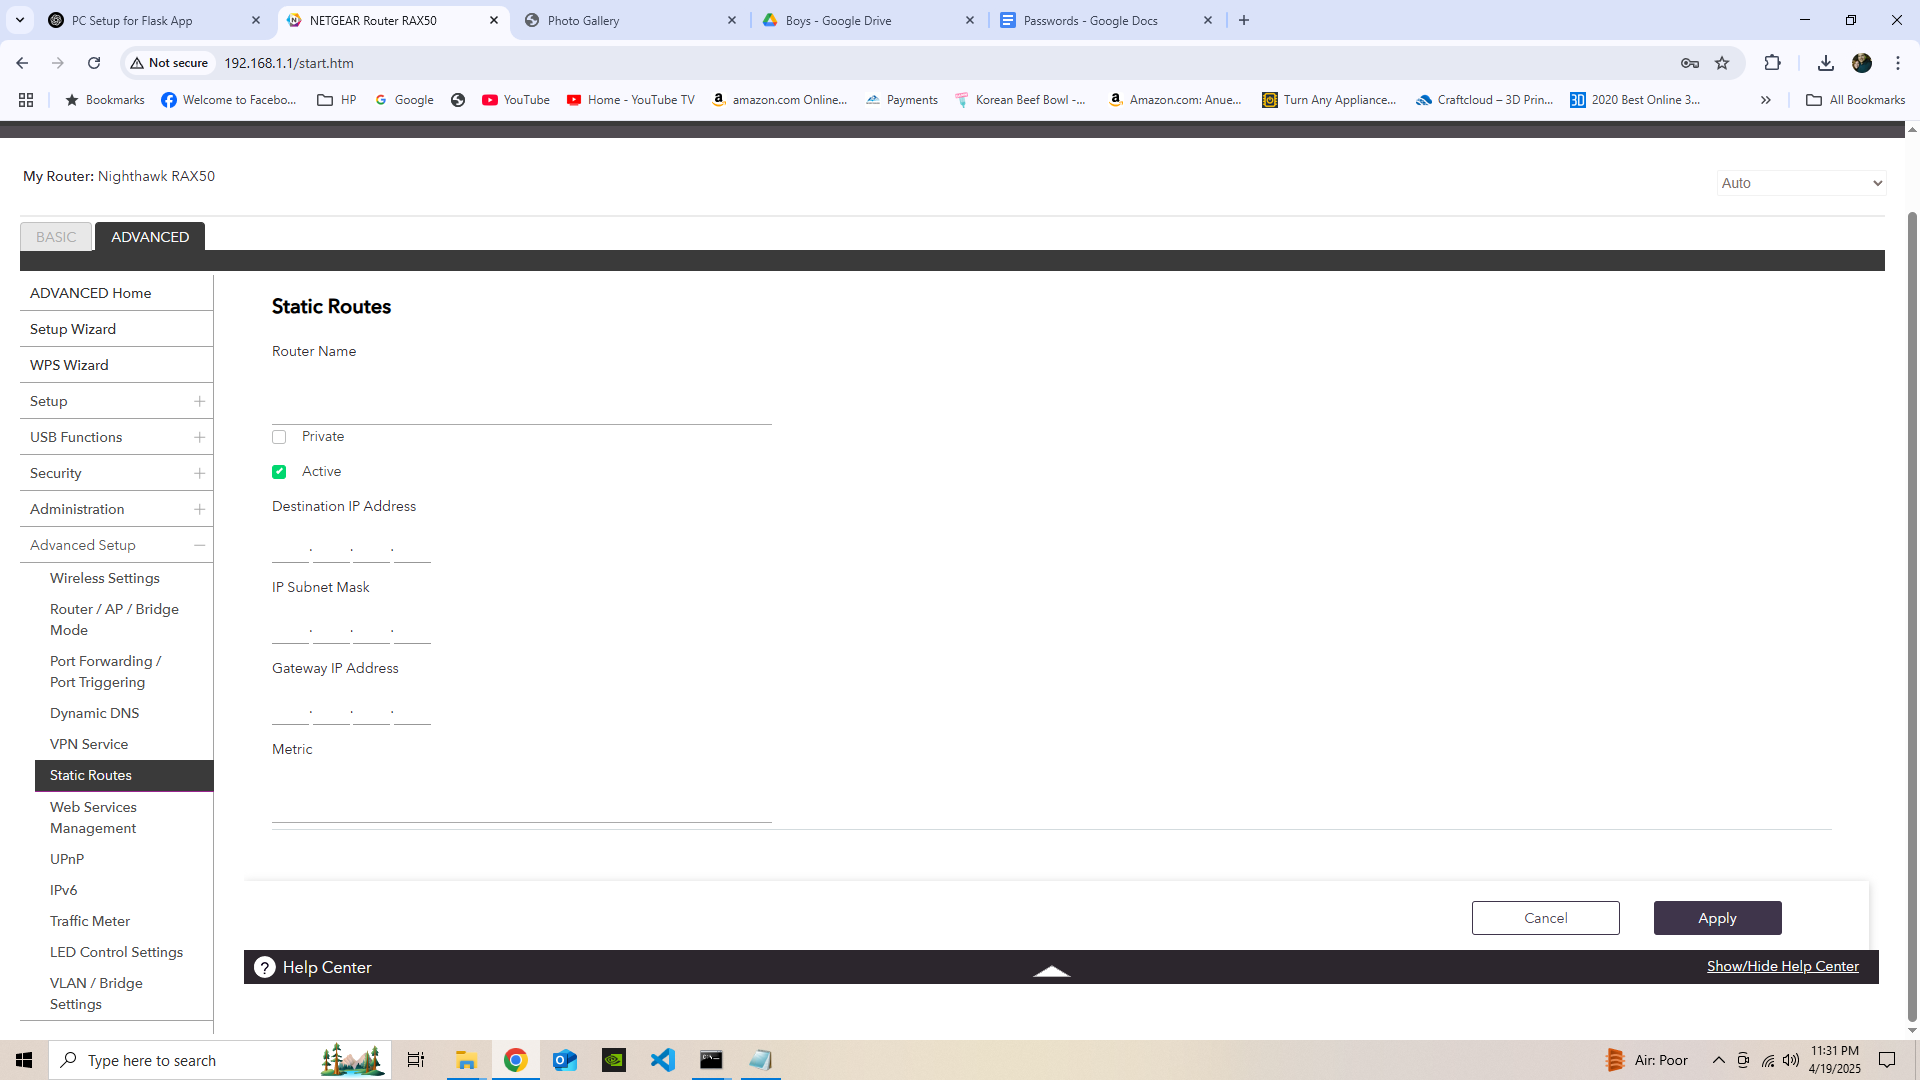 PC Setup for Flask App
NETGEAR Router RAX50
Photo Gallery
Boys - Google Drive
Passwords - Google Docs
Not secure
192.168.1.1/start.htm
Bookmarks
Welcome to Facebo...
HP
Google
YouTube
Home - YouTube TV
amazon.com Online...
Payments
Korean Beef Bowl -...
Amazon.com: Anue...
Turn Any Appliance...
Craftcloud – 3D Prin...
3D
2020 Best Online 3...
All Bookmarks
My Router: Nighthawk RAX50
Auto
BASIC
ADVANCED
ADVANCED Home
Setup Wizard
WPS Wizard
Setup
USB Functions
Security
Administration
Advanced Setup
Wireless Settings
Router / AP / Bridge
Mode
Port Forwarding /
Port Triggering
Dynamic DNS
VPN Service
Static Routes
Web Services
Management
UPnP
IPv6
Traffic Meter
LED Control Settings
VLAN / Bridge
Settings
Static Routes
Router Name
Private
Active
Destination IP Address
. . .
IP Subnet Mask
. . .
Gateway IP Address
. . .
Metric
Cancel
Apply
? Help Center
Show/Hide Help Center
Type here to search
Air: Poor
11:31 PM
4/19/2025